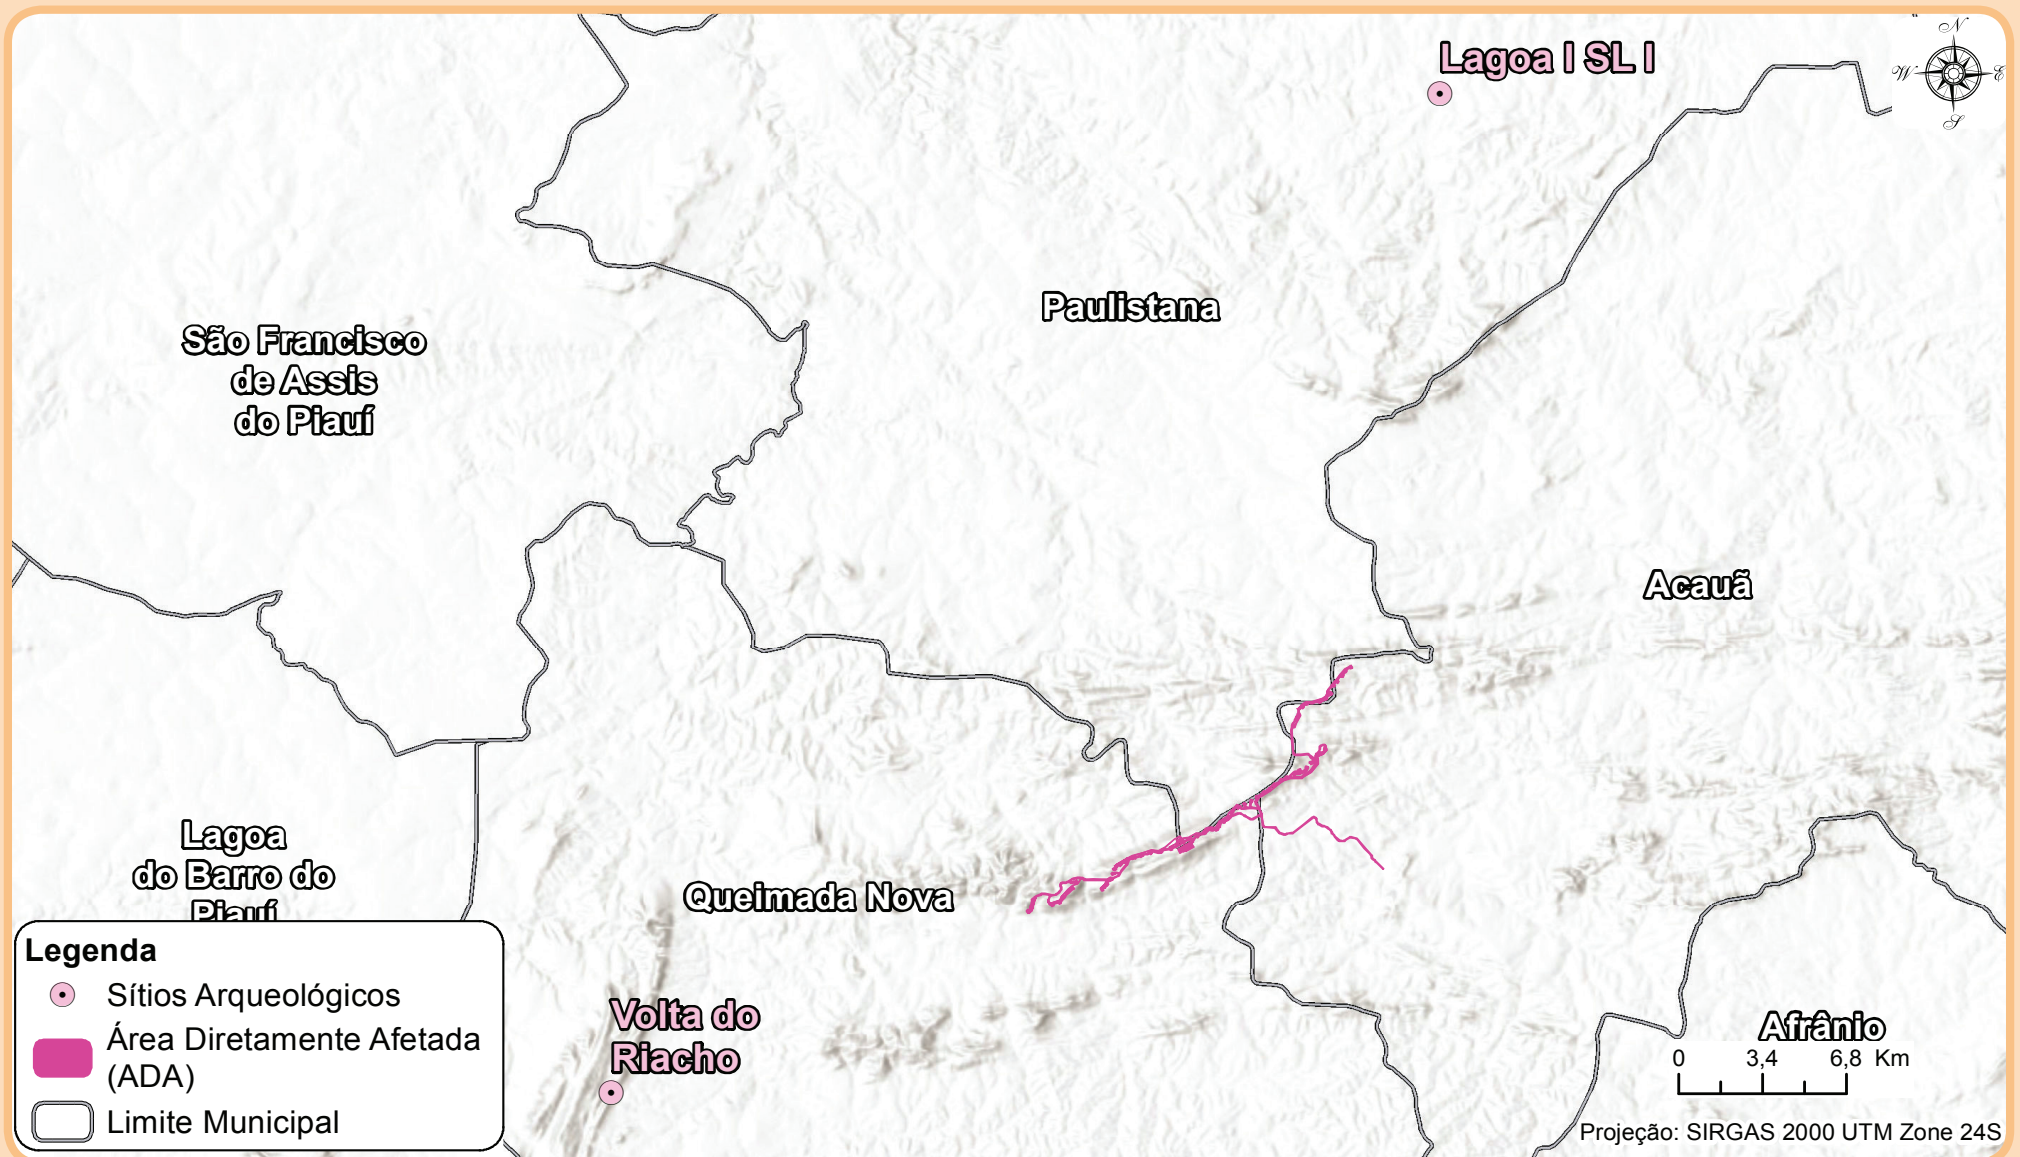 N
W
E
S
Lagoa I SL I
Paulistana
São Francisco
de Assis
do Piauí
Acauã
Lagoa
do Barro do
Piauí
Queimada Nova
Volta do
Riacho
Afrânio
Legenda
Sítios Arqueológicos
Área Diretamente Afetada
(ADA)
Limite Municipal
0 3,4 6,8 Km
Projeção: SIRGAS 2000 UTM Zone 24S